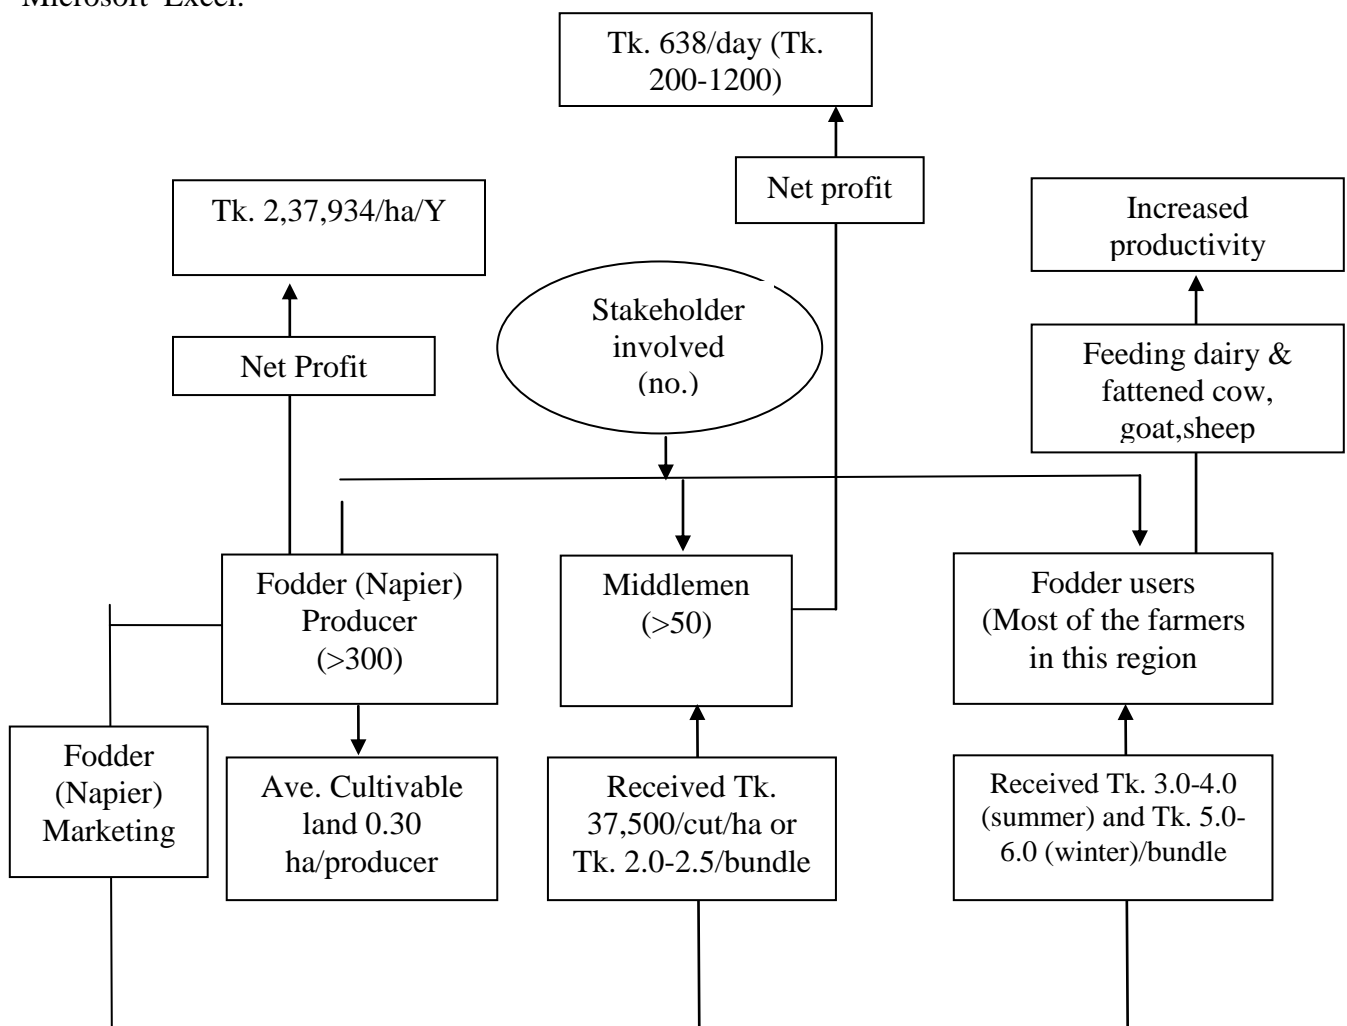 Microsoft Excel.
Tk. 638/day (Tk.
200-1200)
Net profit
Tk. 2,37,934/ha/Y
Increased
productivity
Net Profit
Stakeholder
involved
(no.)
Feeding dairy &
fattened cow,
goat,sheep
Fodder (Napier)
Producer
(>300)
Middlemen
(>50)
Fodder users
(Most of the farmers
in this region
Fodder
(Napier)
Marketing
Ave. Cultivable
land 0.30
ha/producer
Received Tk.
37,500/cut/ha or
Tk. 2.0-2.5/bundle
Received Tk. 3.0-4.0
(summer) and Tk. 5.0-
6.0 (winter)/bundle